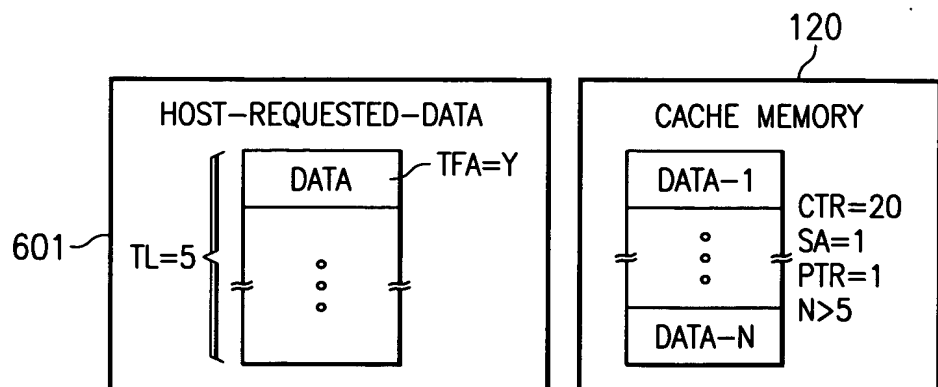 120
HOST-REQUESTED-DATA
CACHE MEMORY
DATA
TFA=Y
DATA-1
CTR=20
SA=1
601
TL=5
PTR=1
N>5
DATA-N